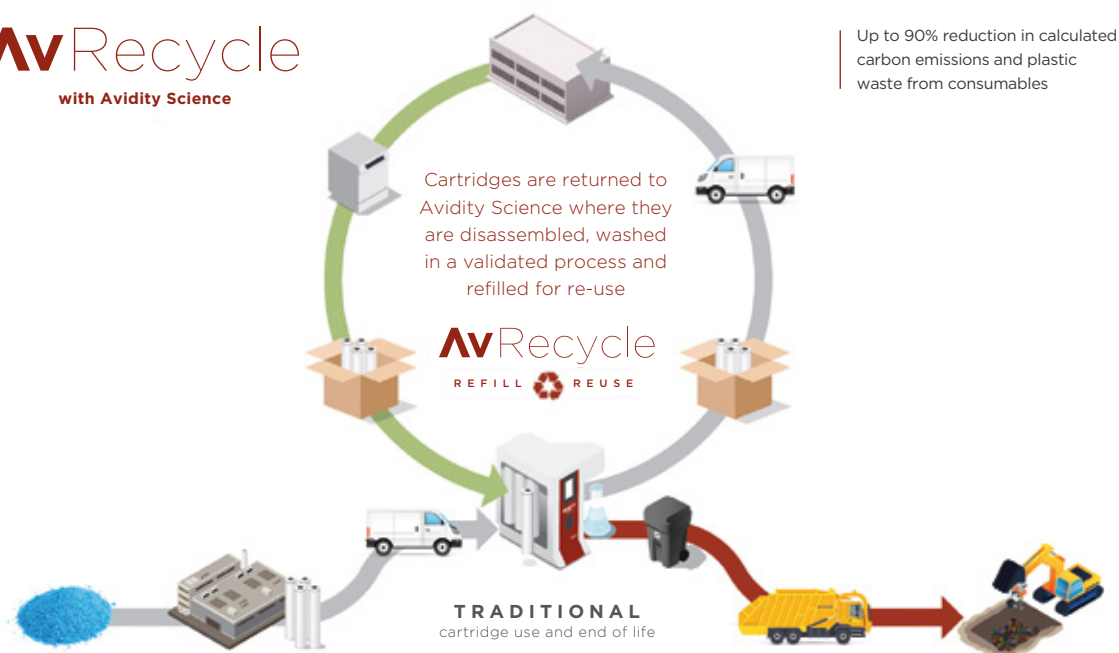 AvRecycle
with Avidity Science
Up to 90% reduction in calculated
carbon emissions and plastic
waste from consumables
Cartridges are returned to
Avidity Science where they
are disassembled, washed
in a validated process and
refilled for re-use
AvRecycle
REFILL REUSE
TRADITIONAL
cartridge use and end of life